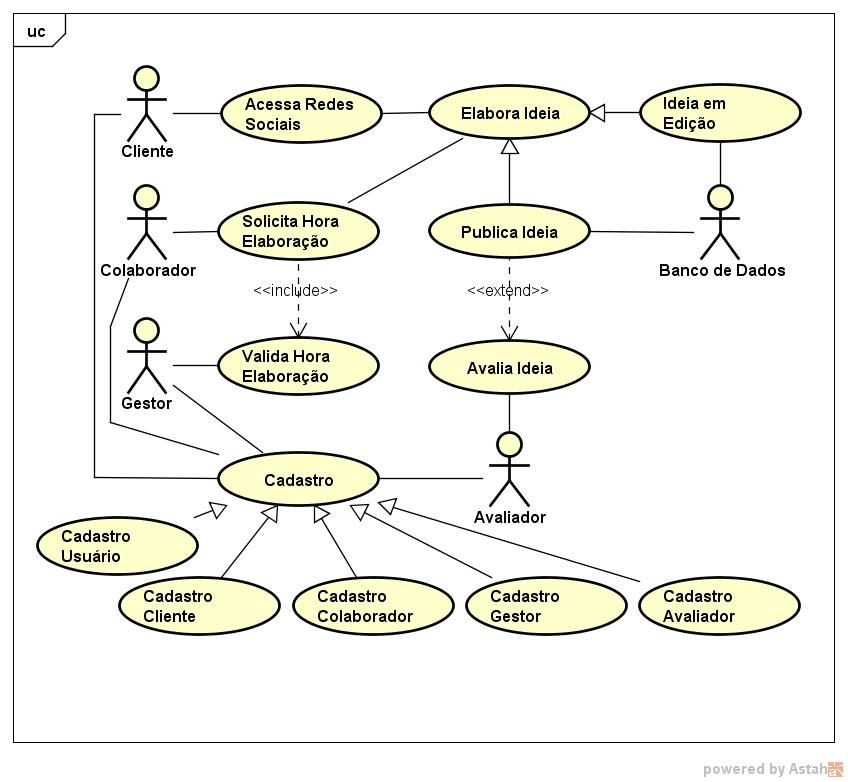 uc
Acessa Redes
Sociais
Elabora Ideia
Ideia em
Edição
Cliente
Solicita Hora
Elaboração
Publica Ideia
Colaborador
Banco de Dados
<<include>>
<<extend>>
Valida Hora
Elaboração
Avalia Ideia
Gestor
Cadastro
Avaliador
Cadastro
Usuário
Cadastro
Cliente
Cadastro
Colaborador
Cadastro
Gestor
Cadastro
Avaliador
powered by Astah